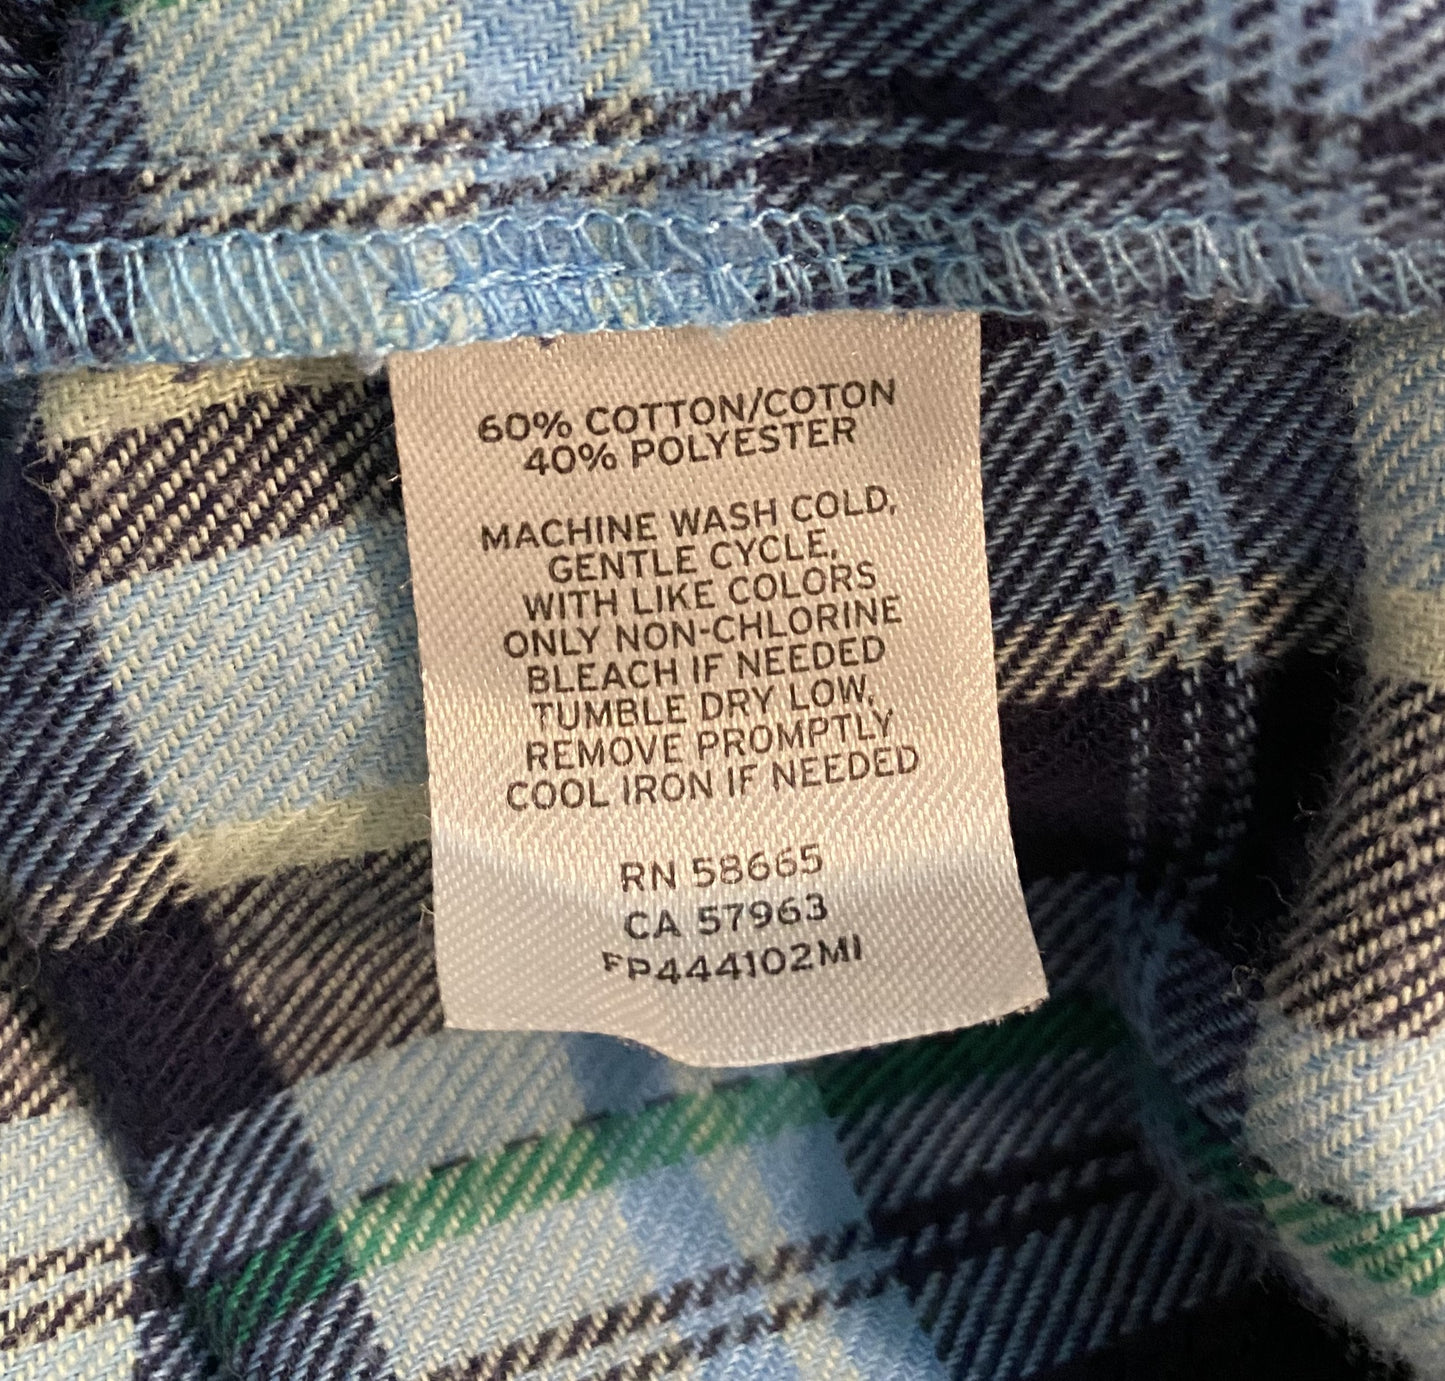 60% COTTON/COTON
40% POLYESTER
MACHINE WASH COLD,
GENTLE CYCLE,
WITH LIKE COLORS
ONLY NON-CHLORINE
BLEACH IF NEEDED
TUMBLE DRY LOW,
REMOVE PROMPTLY
COOL IRON IF NEEDED
RN 58665
CA 57963
FP444102MI